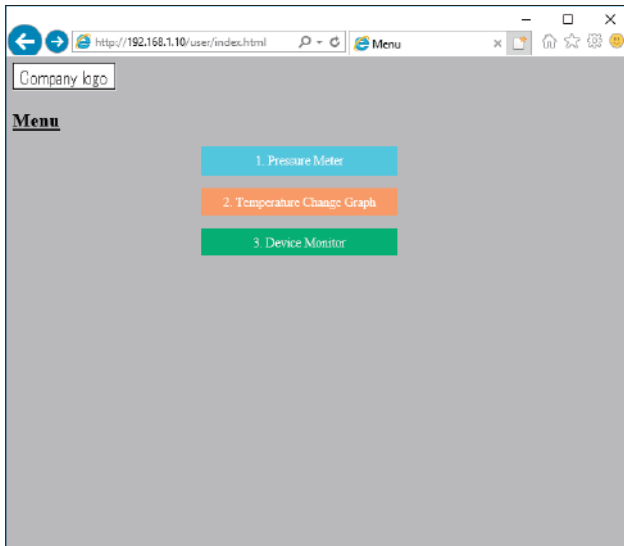 http://192.168.1.10/user/index.html
Menu
Company logo
Menu
1. Pressure Meter
2. Temperature Change Graph
3. Device Monitor